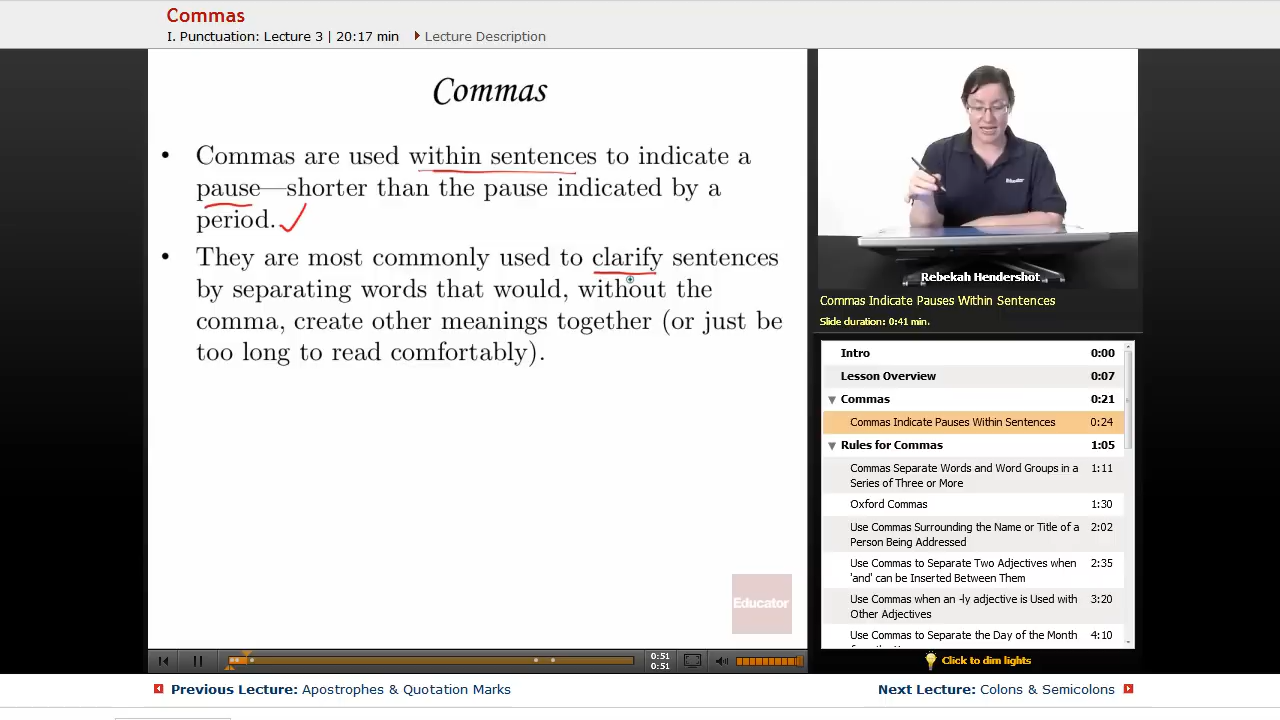 Commas
I. Punctuation: Lecture 3 | 20:17 min
Lecture Description
Commas
• Commas are used within sentences to indicate a
pause—shorter than the pause indicated by a
period.
• They are most commonly used to clarify sentences
by separating words that would, without the
comma, create other meanings together (or just be
too long to read comfortably).
Educator
Educator
Rebekah Hendershot
Commas Indicate Pauses Within Sentences
Slide duration: 0:41 min.
Intro 0:00
Lesson Overview 0:07
Commas 0:21
Commas Indicate Pauses Within Sentences 0:24
Rules for Commas 1:05
Commas Separate Words and Word Groups in a 1:11
Series of Three or More
Oxford Commas 1:30
Use Commas Surrounding the Name or Title of a 2:02
Person Being Addressed
Use Commas to Separate Two Adjectives when 2:35
'and' can be Inserted Between Them
Use Commas when an -ly adjective is Used with 3:20
Other Adjectives
Use Commas to Separate the Day of the Month 4:10
0:51
0:51
Click to dim lights
Previous Lecture: Apostrophes & Quotation Marks
Next Lecture: Colons & Semicolons